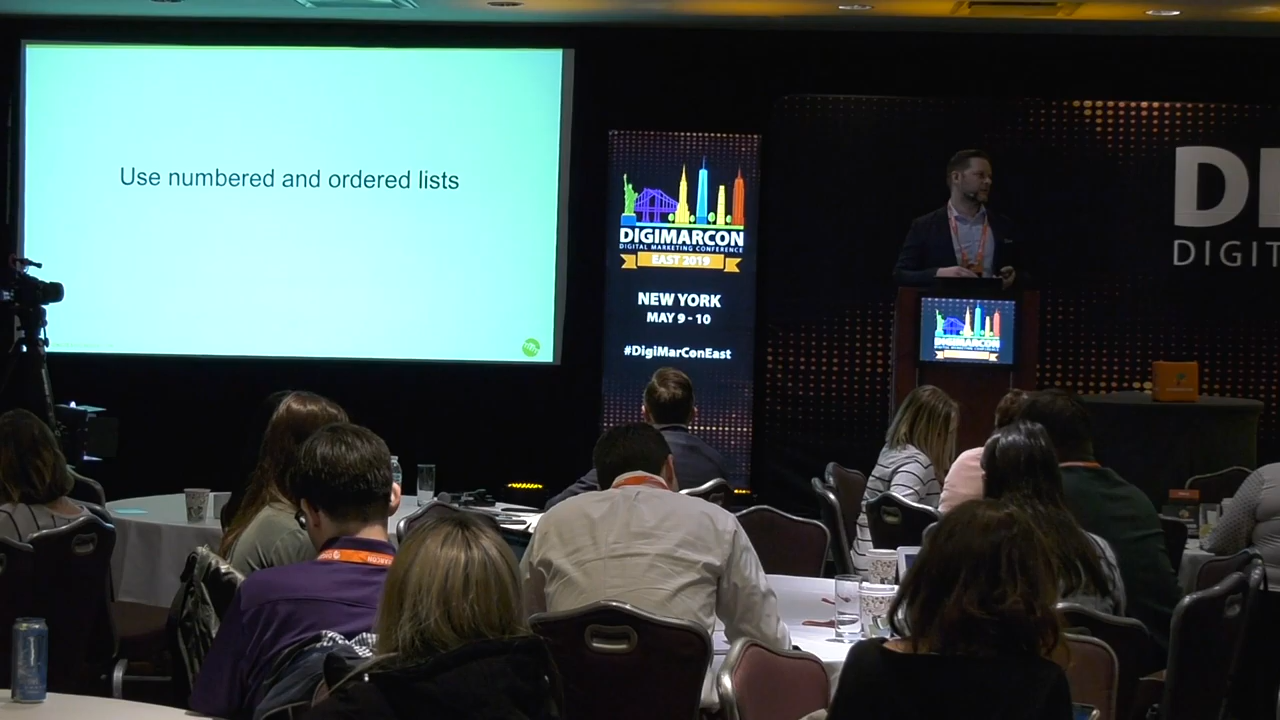 Use numbered and ordered lists
DIGIMARCON
DIGITAL MARKETING CONFERENCE
EAST 2019
NEW YORK
MAY 9 - 10
#DigiMarConEast
DI
DIGIT
DIGIMARCON